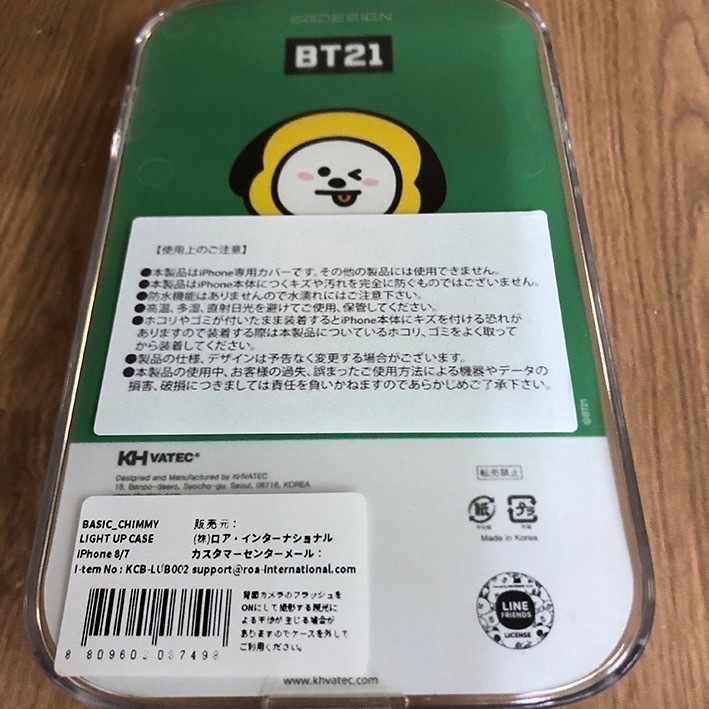 BT21
【使用上のご注意】
●本製品はiPhone専用カバーです。その他の製品には使用できません。
●本製品はiPhone本体につくキズや汚れを完全に防ぐものではございません。
●防水機能はありませんので水濡れにはご注意下さい。
●高温、多湿、直射日光を避けてご使用、保管してください。
●ホコリやゴミが付いたまま装着するとiPhone本体にキズを付ける恐れが
ありますので装着する際は本製品についているホコリ、ゴミをよく取って
から装着してください。
●製品の仕様、デザインは予告なく変更する場合がございます。
●本製品の使用中、お客様の過失、誤まったご使用方法による機器やデータの
損害、破損につきましては責任を負いかねますのであらかじめご了承下さい。
©BT21
KH VATEC®
Designed and Manufactured by KHVATEC
15, Banpo-daero, Seocho-gu, Seoul, 06716, KOREA
転売禁止
紙
プラ
Made in Korea
BASIC_CHIMMY
LIGHT UP CASE
iPhone 8/7
I-tem No : KCB-LUB002
販売元：
(株)ロア・インターナショナル
カスタマーセンターメール：
support@roa-international.com
背面カメラのフラッシュを
ONにして撮影する際光に
よる干渉が生じる場合が
ありますのでケースを外して
ご利用ください。
LINE
FRIENDS
LICENSE
www.khvatec.com